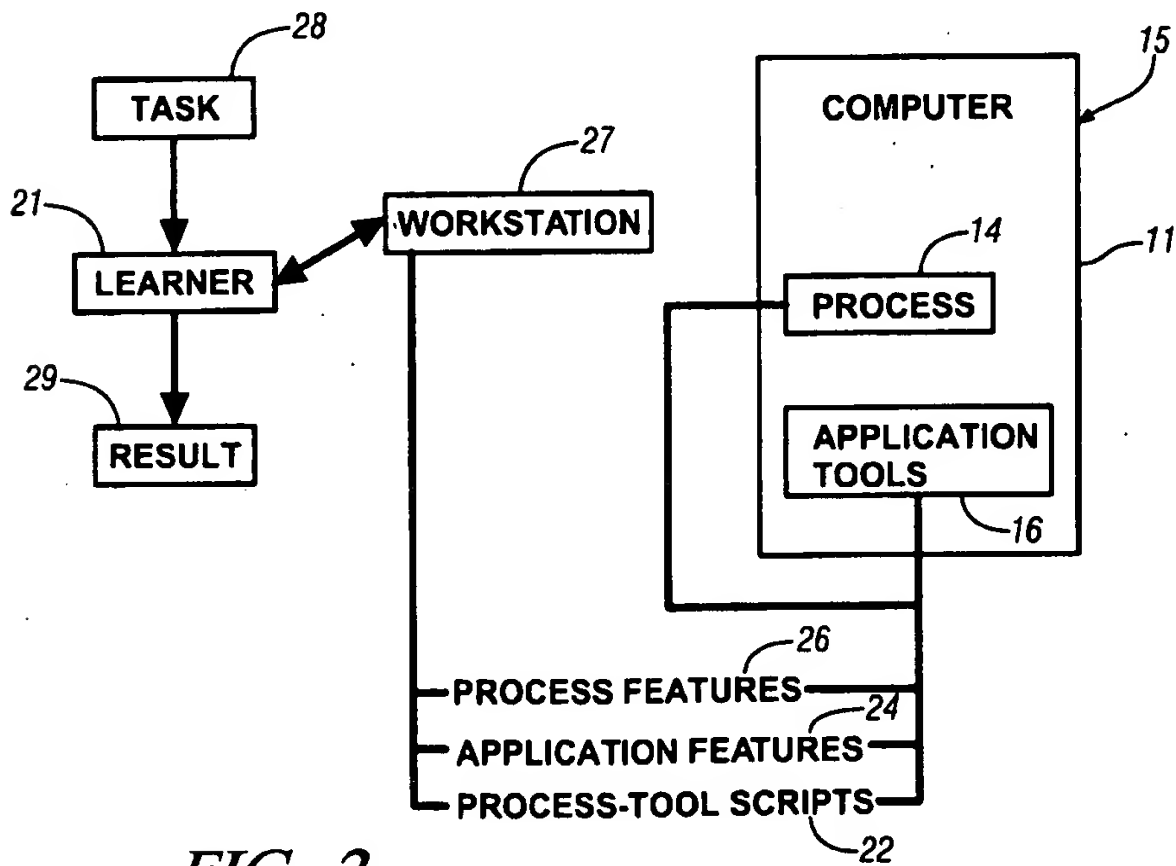 28
15
TASK
COMPUTER
27
21
WORKSTATION
14
11
LEARNER
PROCESS
29
APPLICATION
TOOLS
RESULT
16
26
PROCESS FEATURES
24
APPLICATION FEATURES
PROCESS-TOOL SCRIPTS
22